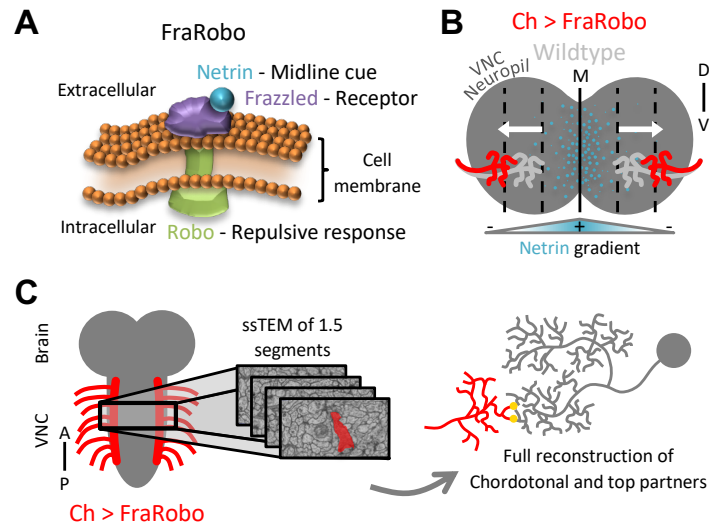 A
FraRobo
Netrin - Midline cue
Extracellular
Frazzled - Receptor
Cell
membrane
Intracellular
Robo - Repulsive response
B
Ch > FraRobo
Wildtype
VNC
Neuropil
M
D
V
- + -
Netrin gradient
C
Brain
VNC
A
P
Ch > FraRobo
ssTEM of 1.5
segments
Full reconstruction of
Chordotonal and top partners